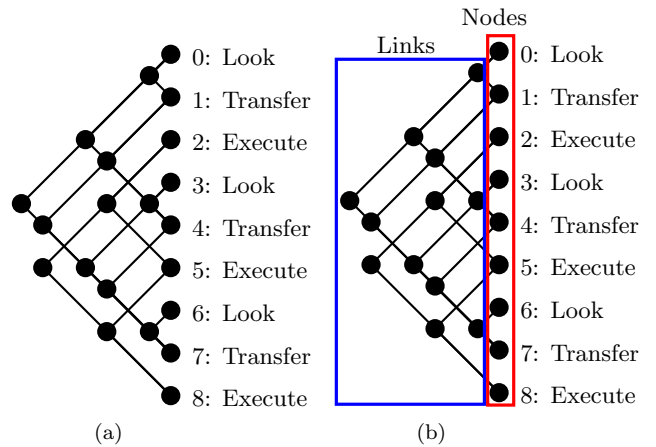 0: Look
1: Transfer
2: Execute
3: Look
4: Transfer
5: Execute
6: Look
7: Transfer
8: Execute
(a)
Nodes
Links
0: Look
1: Transfer
2: Execute
3: Look
4: Transfer
5: Execute
6: Look
7: Transfer
8: Execute
(b)